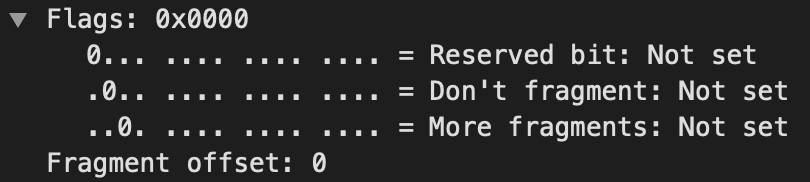 Flags: 0x0000
0... .... .... .... = Reserved bit: Not set
.0.. .... .... .... = Don't fragment: Not set
..0. .... .... .... = More fragments: Not set
Fragment offset: 0